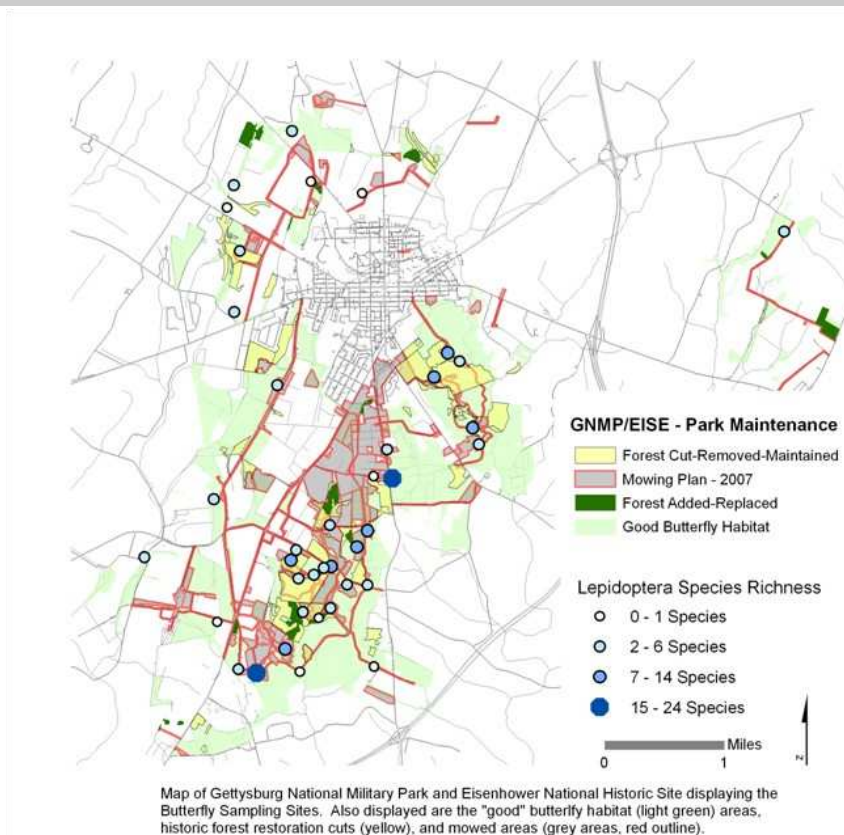 GNMP/EISE - Park Maintenance
Forest Cut-Removed-Maintained
Mowing Plan - 2007
Forest Added-Replaced
Good Butterfly Habitat
Lepidoptera Species Richness
0 - 1 Species
2 - 6 Species
7 - 14 Species
15 - 24 Species
Miles
0 1
N
Map of Gettysburg National Military Park and Eisenhower National Historic Site displaying the
Butterfly Sampling Sites. Also displayed are the "good" butterlfy habitat (light green) areas,
historic forest restoration cuts (yellow), and mowed areas (grey areas, red outline).